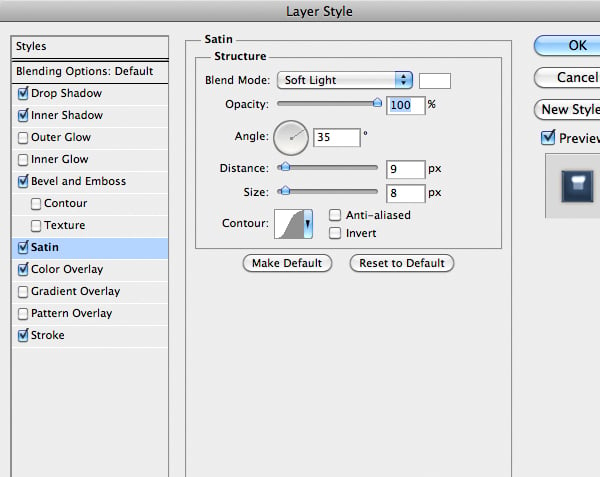 Layer Style
Styles
Blending Options: Default
Drop Shadow
Inner Shadow
Outer Glow
Inner Glow
Bevel and Emboss
Contour
Texture
Satin
Color Overlay
Gradient Overlay
Pattern Overlay
Stroke
Satin
Structure
Blend Mode: Soft Light
Opacity: 100 %
Angle: 35 °
Distance: 9 px
Size: 8 px
Contour: Anti-aliased
Invert
Make Default Reset to Default
OK
Cancel
New Style
Preview